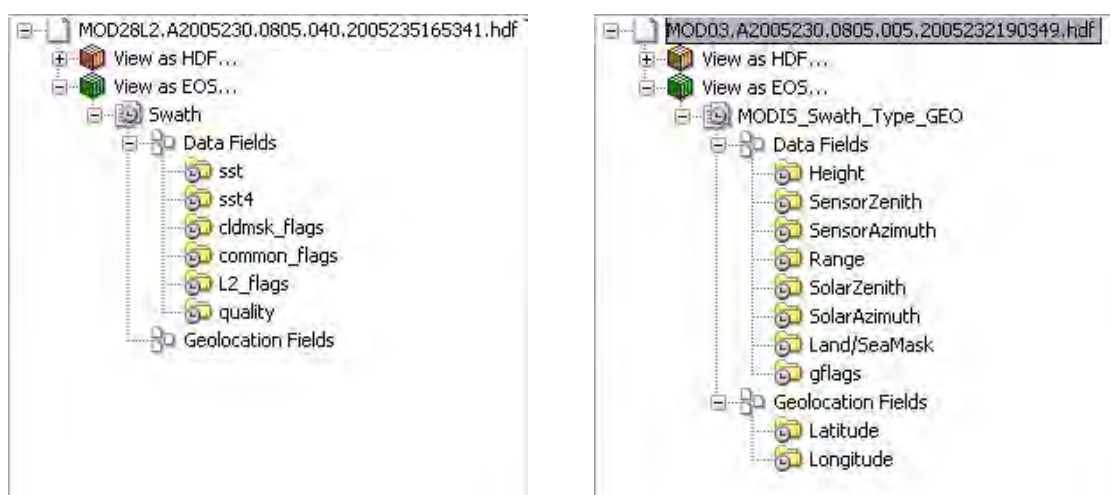 MOD28L2.A2005230.0805.040.2005235165341.hdf
View as HDF...
View as EOS...
Swath
Data Fields
sst
sst4
cldmsk_flags
common_flags
L2_flags
quality
Geolocation Fields
MOD03.A2005230.0805.005.2005232190349.hdf
View as HDF...
View as EOS...
MODIS_Swath_Type_GEO
Data Fields
Height
SensorZenith
SensorAzimuth
Range
SolarZenith
SolarAzimuth
Land/SeaMask
gflags
Geolocation Fields
Latitude
Longitude